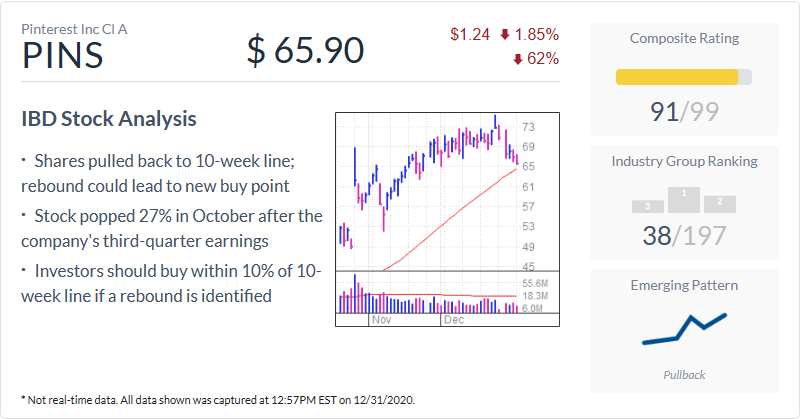 Pinterest Inc Cl A
PINS
$ 65.90
$1.24 1.85%
62%
IBD Stock Analysis
· Shares pulled back to 10-week line;
rebound could lead to new buy point
· Stock popped 27% in October after the
company's third-quarter earnings
· Investors should buy within 10% of 10-
week line if a rebound is identified
73
69
65
61
57
53
49
45
55.6M
18.3M
6.0M
Nov
Dec
Composite Rating
91/99
Industry Group Ranking
3
1
2
38/197
Emerging Pattern
Pullback
* Not real-time data. All data shown was captured at 12:57PM EST on 12/31/2020.